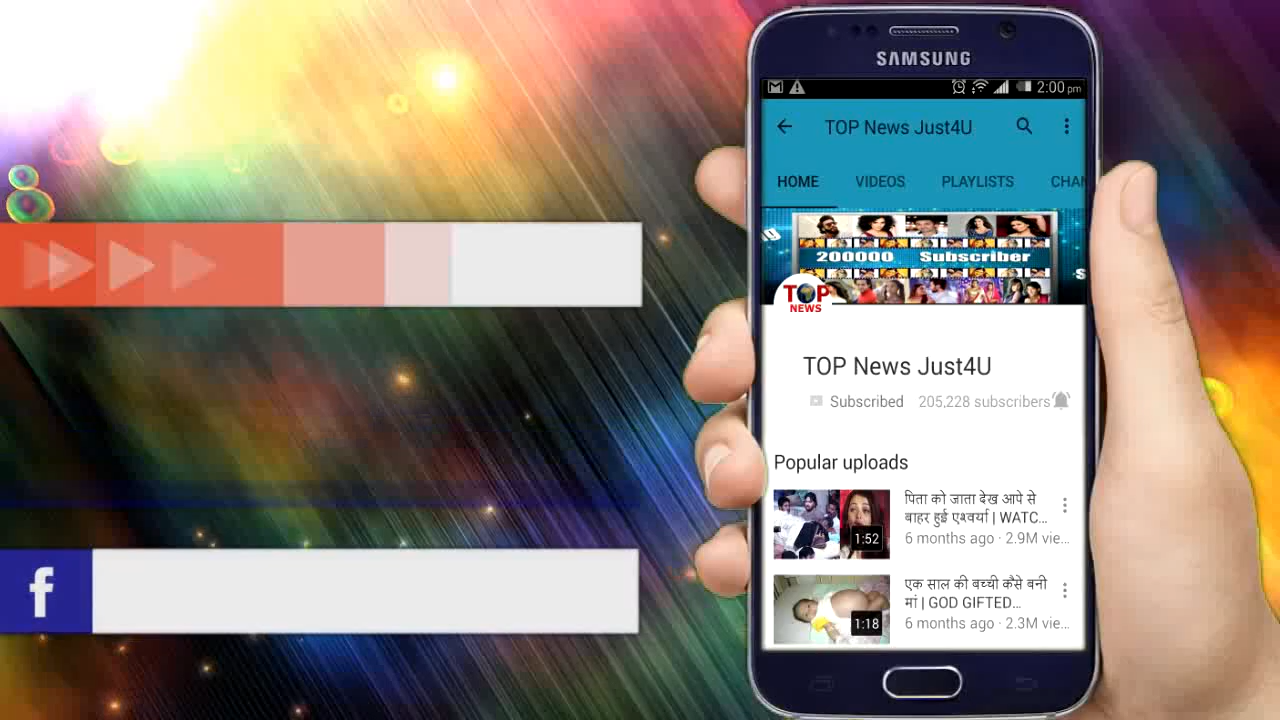 SAMSUNG
2:00 pm
TOP News Just4U
HOME VIDEOS PLAYLISTS CHAN
200000 Subscriber
TOP
NEWS
TOP News Just4U
Subscribed 205,228 subscribers
Popular uploads
पिता को जाता देख आपे से
बाहर हुई एश्वर्या | WATC...
1:52
6 months ago · 2.9M vie...
एक साल की बच्ची कैसे बनी
मां | GOD GIFTED...
1:18
6 months ago · 2.3M vie...
f